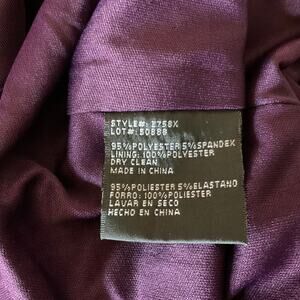 STYLE#: 2758X
LOT#: 50888
95%POLYESTER 5%SPANDEX
LINING: 100%POLYESTER
DRY CLEAN
MADE IN CHINA
95%POLIESTER 5%ELASTANO
FORRO: 100%POLIESTER
LAVAR EN SECO
HECHO EN CHINA